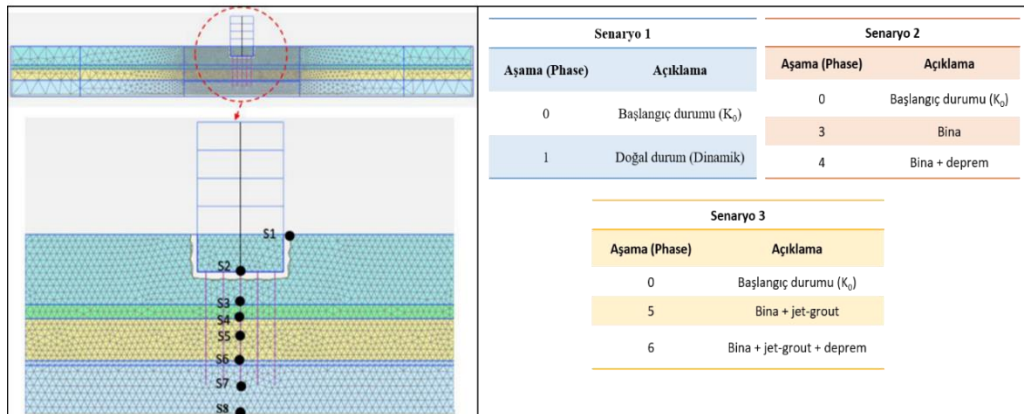 S1
S2
S3
S4
S5
S6
S7
S8
Senaryo 1
Aşama (Phase) Açıklama
0 Başlangıç durumu (K₀)
1 Doğal durum (Dinamik)
Senaryo 2
Aşama (Phase) Açıklama
0 Başlangıç durumu (K₀)
3 Bina
4 Bina + deprem
Senaryo 3
Aşama (Phase) Açıklama
0 Başlangıç durumu (K₀)
5 Bina + jet-grout
6 Bina + jet-grout + deprem